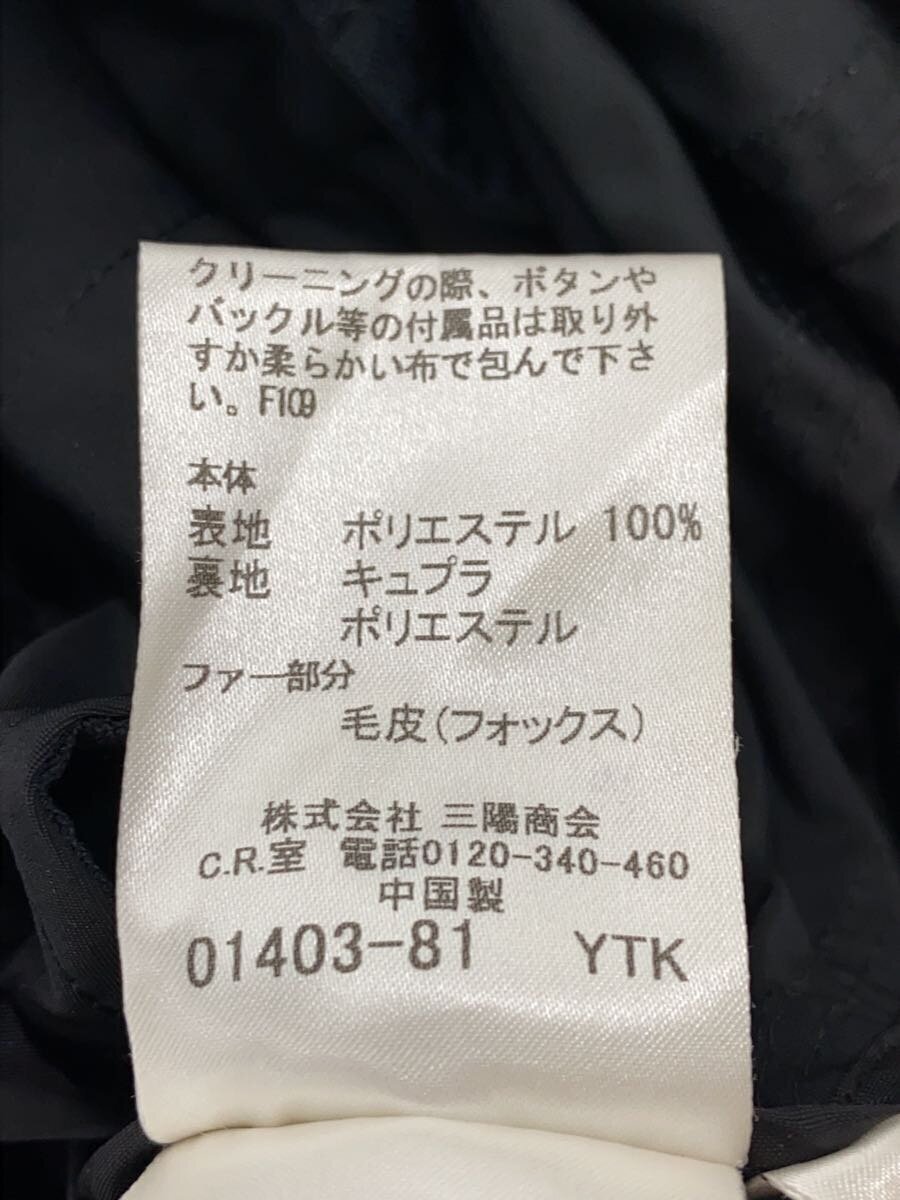 クリーニングの際、ボタンや
バックル等の付属品は取り外
すか柔らかい布で包んで下さ
い。F109
本体
表地 ポリエステル 100%
裏地 キュプラ
ポリエステル
ファー部分
毛皮(フォックス)
株式会社 三陽商会
C.R.室 電話0120-340-460
中国製
01403-81 YTK